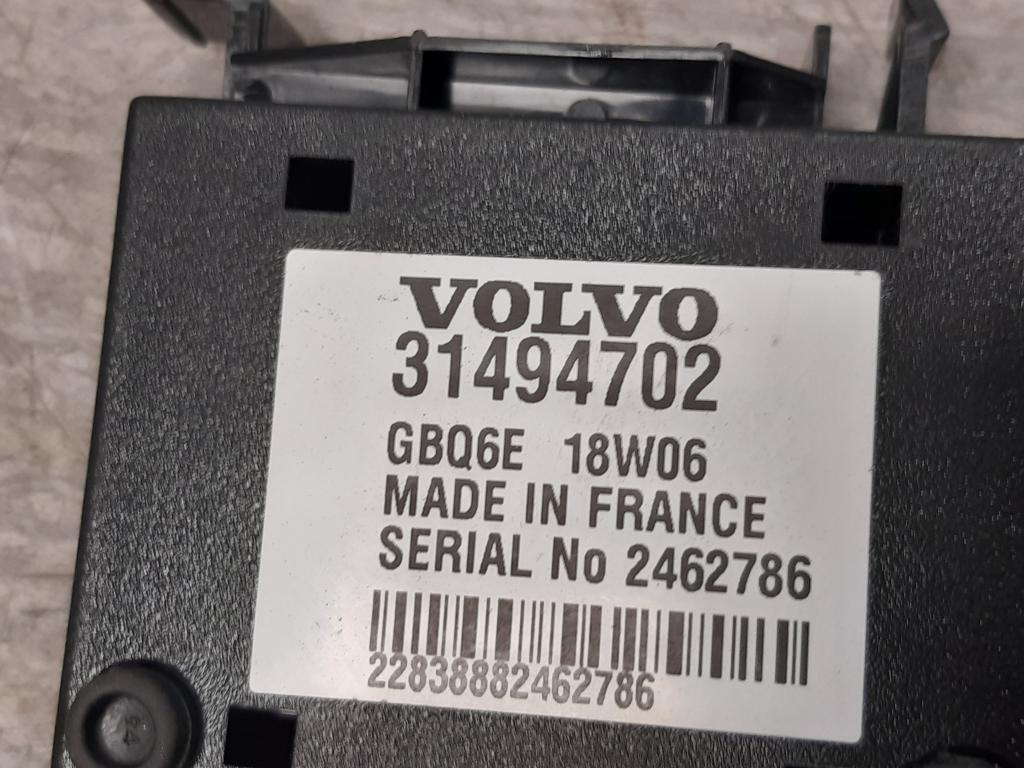 VOLVO
31494702
GBQ6E 18W06
MADE IN FRANCE
SERIAL No 2462786
22838882462786